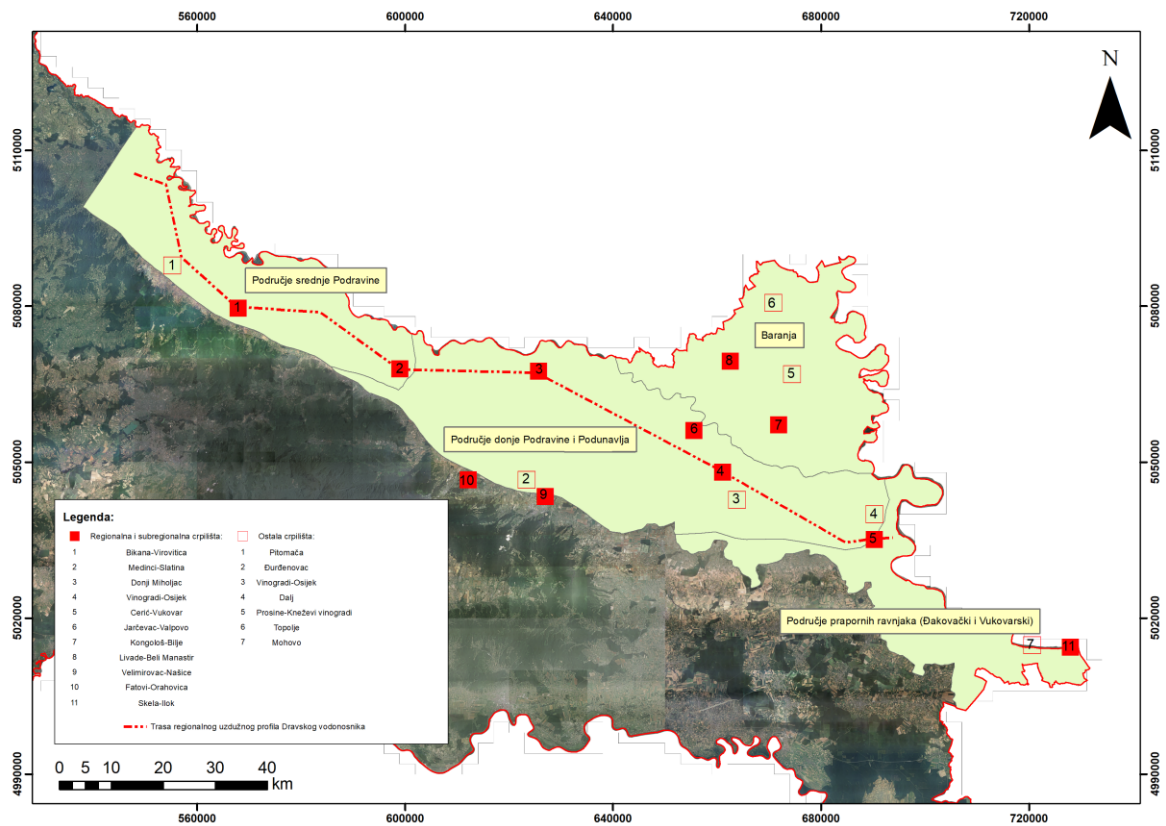 560000 600000 640000 680000 720000
N
5110000 5110000
1
Područje srednje Podravine
6
5080000 1 5080000
Baranja
8
2 3 5
6 7
Područje donje Podravine i Podunavlja
5050000 4 5050000
10 2
9 3
4
5
Legenda:
Regionalna i subregionalna crpilišta: Ostala crpilišta:
1 Bikana-Virovitica 1 Pitomača
2 Medinci-Slatina 2 Đurđenovac
3 Donji Miholjac 3 Vinogradi-Osijek
4 Vinogradi-Osijek 4 Dalj
5 Cerić-Vukovar 5 Prosine-Kneževi vinogradi
6 Jarčevac-Valpovo 6 Topolje
7 Kongološ-Bilje 7 Mohovo
8 Livade-Beli Manastir
9 Velimirovac-Našice
10 Fatovi-Orahovica
11 Skela-Ilok
Trasa regionalnog uzdužnog profila Dravskog vodonosnika
5020000 5020000
Područje prapornih ravnjaka (Đakovački i Vukovarski)
7 11
4990000 4990000
0 5 10 20 30 40
km
560000 600000 640000 680000 720000